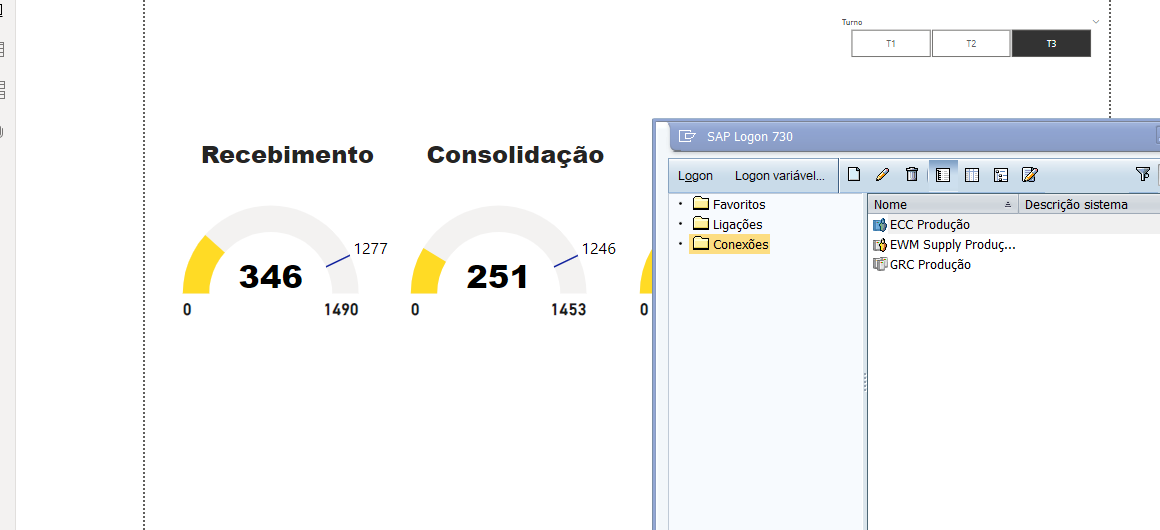 Turno
T1 T2 T3
Recebimento
1277
346
0 1490
Consolidação
1246
251
0 1453
0
SAP Logon 730
Logon Logon variável...
Favoritos
Ligações
Conexões
Nome Descrição sistema
ECC Produção
EWM Supply Produç...
GRC Produção